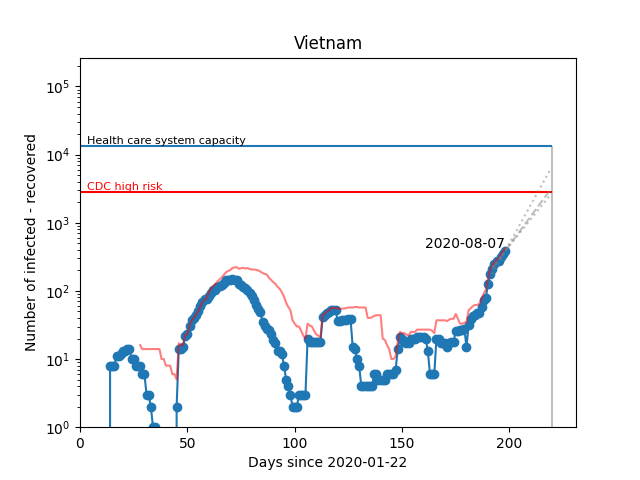 Vietnam
Number of infected - recovered
10^5
10^4
10^3
10^2
10^1
10^0
Health care system capacity
CDC high risk
2020-08-07
0 50 100 150 200
Days since 2020-01-22